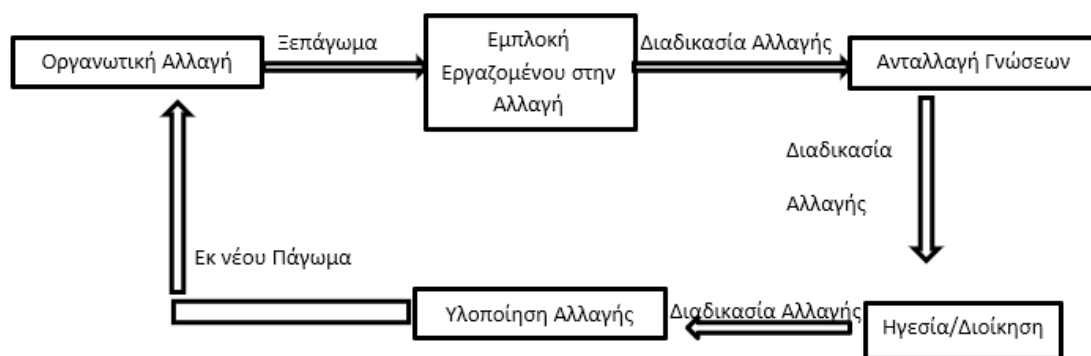 Οργανωτική Αλλαγή
Ξεπάγωμα
Εμπλοκή
Εργαζομένου στην
Αλλαγή
Διαδικασία Αλλαγής
Ανταλλαγή Γνώσεων
Διαδικασία
Αλλαγής
Ηγεσία/Διοίκηση
Διαδικασία Αλλαγής
Υλοποίηση Αλλαγής
Εκ νέου Πάγωμα